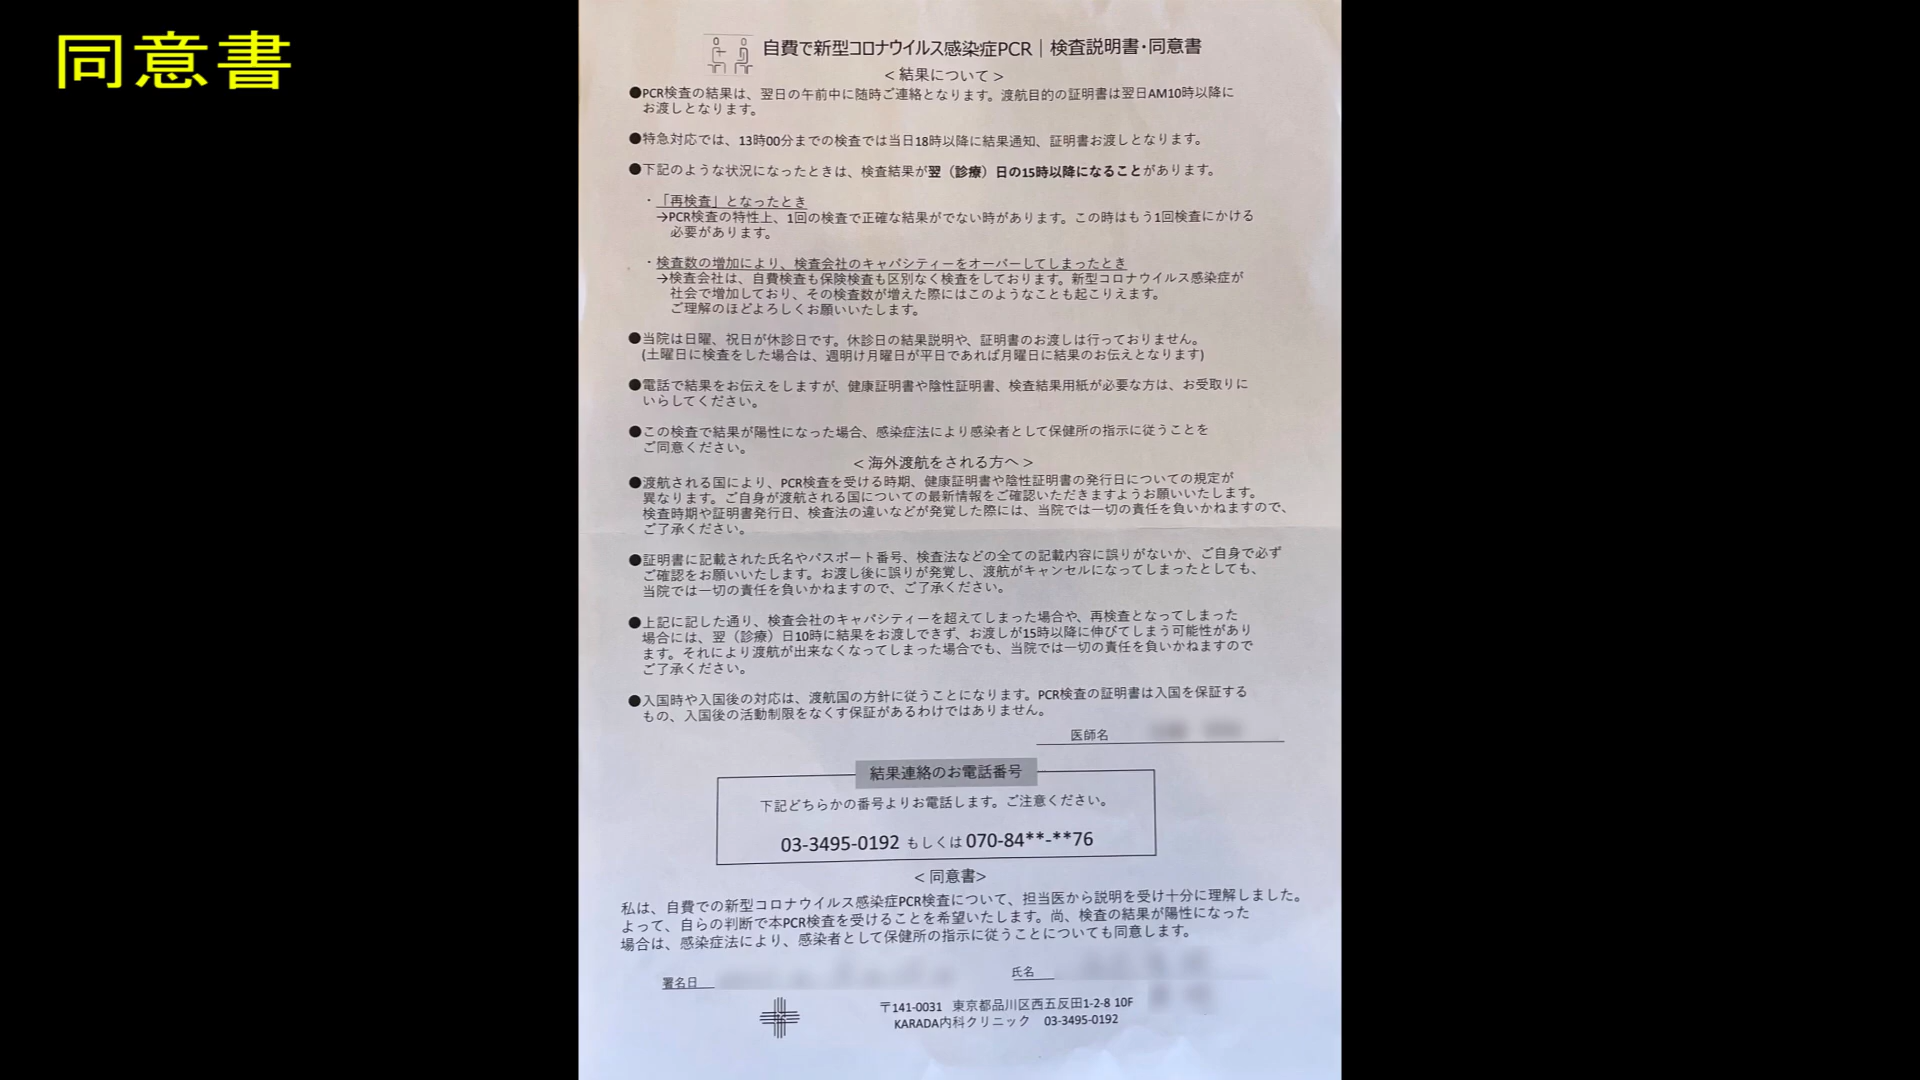 同意書
自費で新型コロナウイルス感染症PCR｜検査説明書・同意書
＜結果について＞
●PCR検査の結果は、翌日の午前中に随時ご連絡となります。渡航目的の証明書は翌日AM10時以降に
お渡しとなります。
●特急対応では、13時00分までの検査では当日18時以降に結果通知、証明書お渡しとなります。
●下記のような状況になったときは、検査結果が翌（診療）日の15時以降になることがあります。
・「再検査」となったとき
→PCR検査の特性上、1回の検査で正確な結果がでない時があります。この時はもう1回検査にかける
必要があります。
・検査数の増加により、検査会社のキャパシティーをオーバーしてしまったとき
→検査会社は、自費検査も保険検査も区別なく検査をしております。新型コロナウイルス感染症が
社会で増加しており、その検査数が増えた際にはこのようなことも起こりえます。
ご理解のほどよろしくお願いいたします。
●当院は日曜、祝日が休診日です。休診日の結果説明や、証明書のお渡しは行っておりません。
(土曜日に検査をした場合は、週明け月曜日が平日であれば月曜日に結果のお伝えとなります)
●電話で結果をお伝えをしますが、健康証明書や陰性証明書、検査結果用紙が必要な方は、お受取りに
いらしてください。
●この検査で結果が陽性になった場合、感染症法により感染者として保健所の指示に従うことを
ご同意ください。
＜海外渡航をされる方へ＞
●渡航される国により、PCR検査を受ける時期、健康証明書や陰性証明書の発行日についての規定が
異なります。ご自身が渡航される国についての最新情報をご確認いただきますようお願いいたします。
検査時期や証明書発行日、検査法の違いなどが発覚した際には、当院では一切の責任を負いかねますので、
ご了承ください。
●証明書に記載された氏名やパスポート番号、検査法などの全ての記載内容に誤りがないか、ご自身で必ず
ご確認をお願いいたします。お渡し後に誤りが発覚し、渡航がキャンセルになってしまったとしても、
当院では一切の責任を負いかねますので、ご了承ください。
●上記に記した通り、検査会社のキャパシティーを超えてしまった場合や、再検査となってしまった
場合には、翌（診療）日10時に結果をお渡しできず、お渡しが15時以降に伸びてしまう可能性があり
ます。それにより渡航が出来なくなってしまった場合でも、当院では一切の責任を負いかねますので
ご了承ください。
●入国時や入国後の対応は、渡航国の方針に従うことになります。PCR検査の証明書は入国を保証する
もの、入国後の活動制限をなくす保証があるわけではありません。
医師名
結果連絡のお電話番号
下記どちらかの番号よりお電話します。ご注意ください。
03-3495-0192 もしくは 070-84**-**76
＜同意書＞
私は、自費での新型コロナウイルス感染症PCR検査について、担当医から説明を受け十分に理解しました。
よって、自らの判断で本PCR検査を受けることを希望いたします。尚、検査の結果が陽性になった
場合は、感染症法により、感染者として保健所の指示に従うことについても同意します。
署名日 氏名
〒141-0031 東京都品川区西五反田1-2-8 10F
KARADA内科クリニック 03-3495-0192